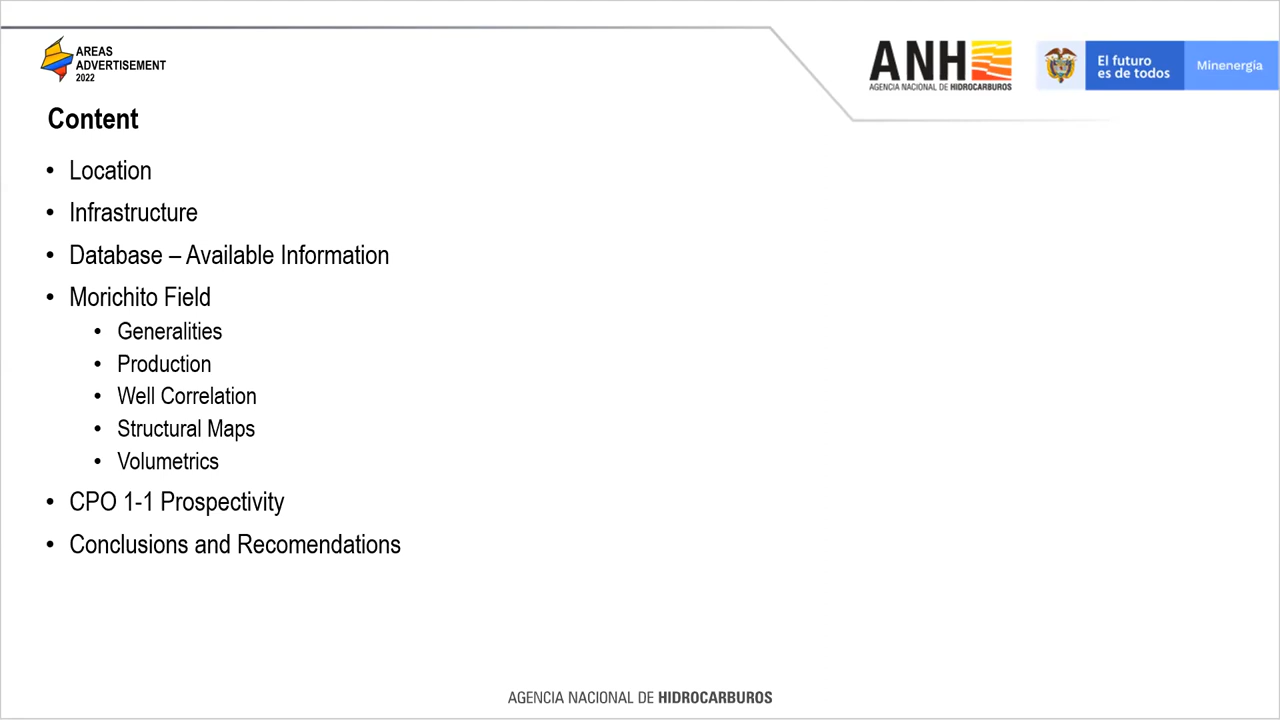 AREAS
ADVERTISEMENT
2022
ANH
AGENCIA NACIONAL DE HIDROCARBUROS
El futuro
es de todos
Minenergía
Content
• Location
• Infrastructure
• Database – Available Information
• Morichito Field
• Generalities
• Production
• Well Correlation
• Structural Maps
• Volumetrics
• CPO 1-1 Prospectivity
• Conclusions and Recomendations
AGENCIA NACIONAL DE HIDROCARBUROS